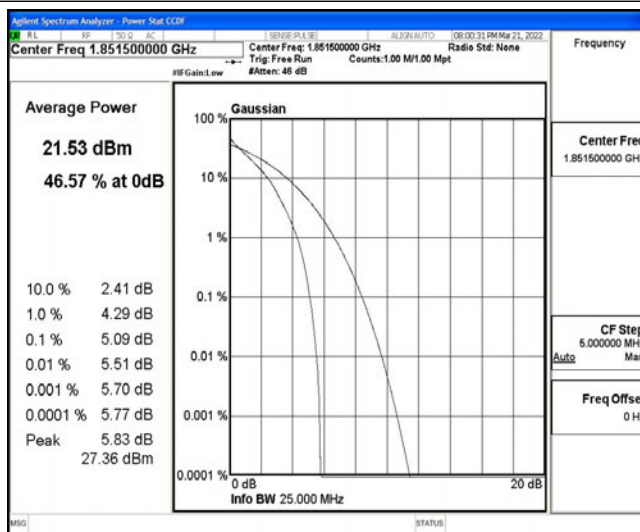 Agilent Spectrum Analyzer - Power Stat CCDF
RL RF 50 Ω AC SENSE:PULSE ALIGN AUTO 08:00:31 PM Mar 21, 2022
Center Freq 1.851500000 GHz
Center Freq: 1.851500000 GHz Radio Std: None
Trig: Free Run Counts:1.00 M/1.00 Mpt
#IFGain:Low #Atten: 46 dB
Frequency
Average Power
21.53 dBm
46.57 % at 0dB
10.0 % 2.41 dB
1.0 % 4.29 dB
0.1 % 5.09 dB
0.01 % 5.51 dB
0.001 % 5.70 dB
0.0001 % 5.77 dB
Peak 5.83 dB
27.36 dBm
Gaussian
100 %
10 %
1 %
0.1 %
0.01 %
0.001 %
0.0001 %
0 dB 20 dB
Info BW 25.000 MHz
Center Fre
1.851500000 GH
CF Ste
5.000000 MH
Auto Ma
Freq Offse
0 H
MSG STATUS